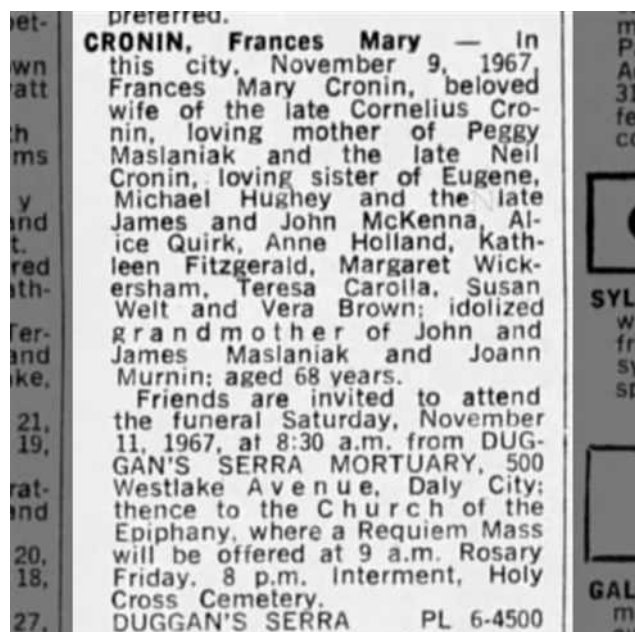 preferred.
CRONIN, Frances Mary — In
this city, November 9, 1967,
Frances Mary Cronin, beloved
wife of the late Cornelius Cro-
nin, loving mother of Peggy
Maslaniak and the late Neil
Cronin, loving sister of Eugene,
Michael Hughey and the late
James and John McKenna, Al-
ice Quirk, Anne Holland, Kath-
leen Fitzgerald, Margaret Wick-
ersham, Teresa Carolla, Susan
Welt and Vera Brown; idolized
grandmother of John and
James Maslaniak and Joann
Murnin; aged 68 years.
Friends are invited to attend
the funeral Saturday, November
11, 1967, at 8:30 a.m. from DUG-
GAN'S SERRA MORTUARY, 500
Westlake Avenue, Daly City;
thence to the Church of the
Epiphany, where a Requiem Mass
will be offered at 9 a.m. Rosary
Friday, 8 p.m. Interment, Holy
Cross Cemetery.
DUGGAN'S SERRA PL 6-4500